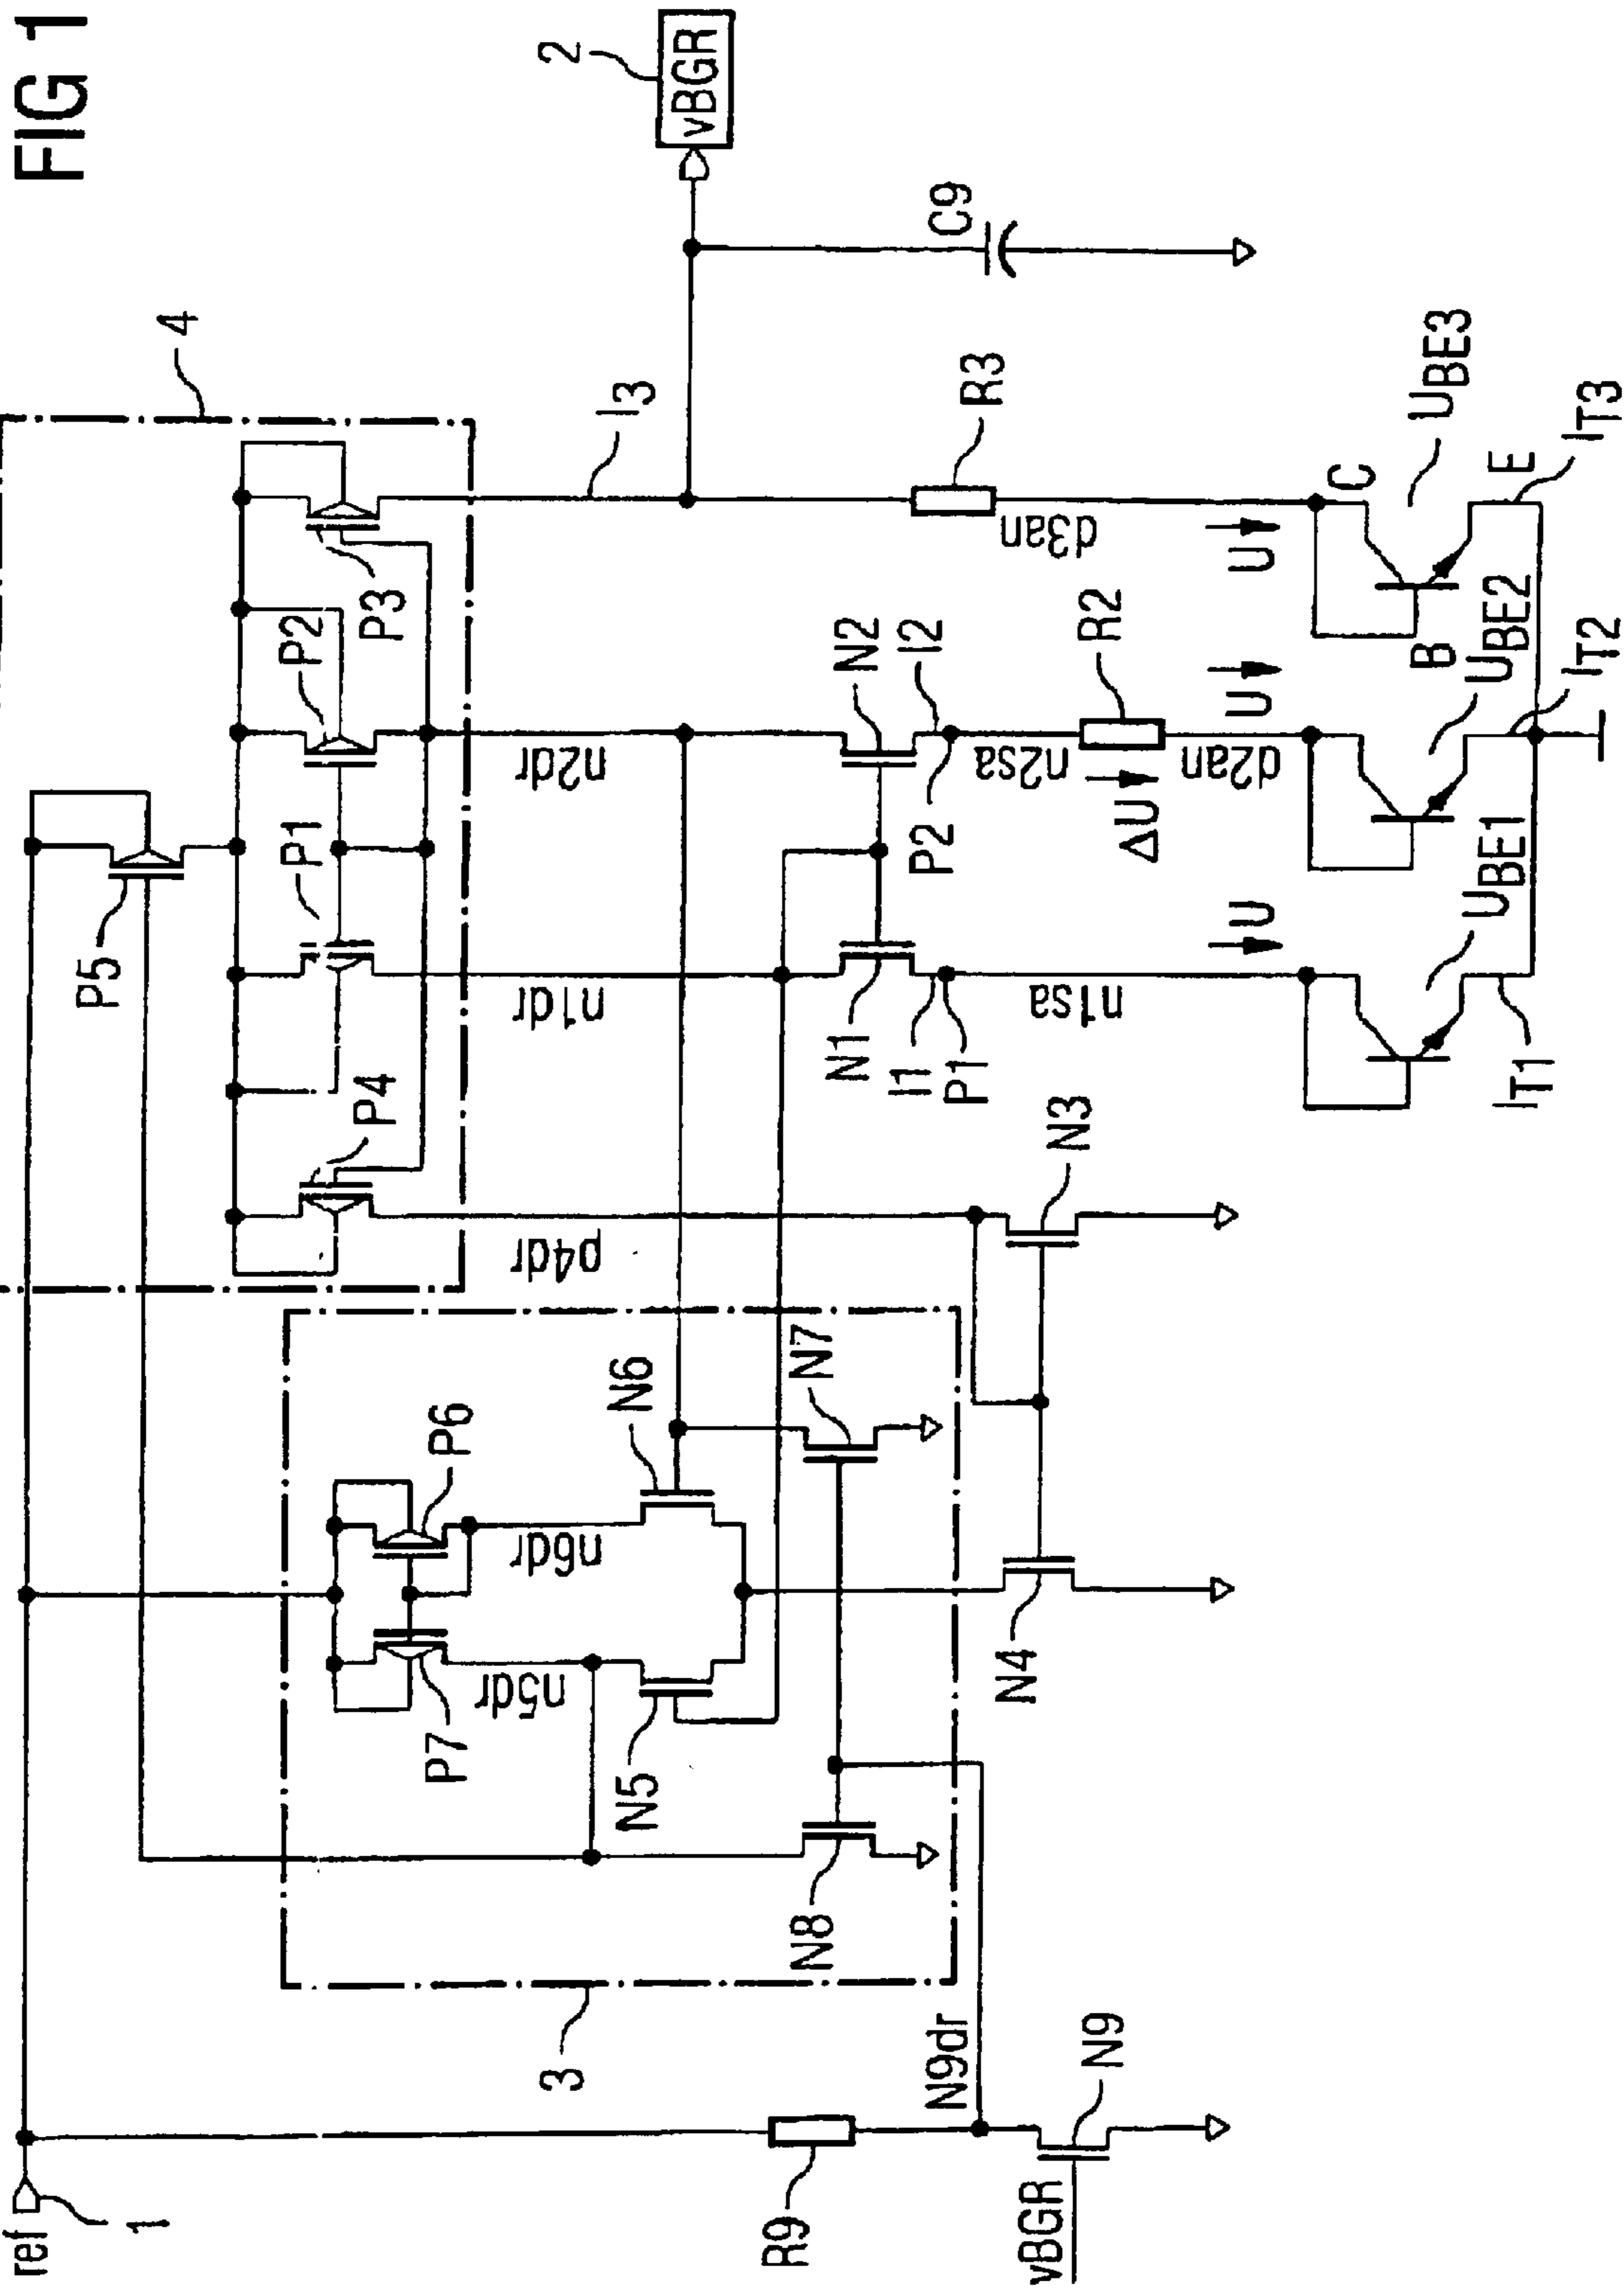 FIG 1
ref
1
P5
4
P4
P1
P2
P3
P7
P6
n5dr
n6dr
p4dr
n1dr
n2dr
I3
2
vBGR
N5
N6
N8
N7
3
R9
N9dr
vBGR
N9
N4
N3
N1
I1
P1
n1sa
N2
I2
P2
n2sa
ΔU
R2
d2an
R3
d3an
C9
U
U
U
UBE1
UBE2
UBE3
B
C
E
IT1
IT2
IT3